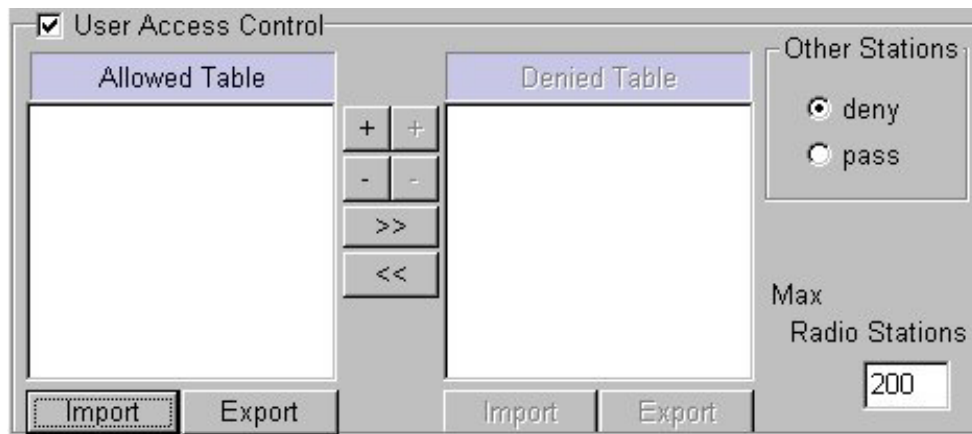 User Access Control
Allowed Table
Denied Table
Other Stations
deny
pass
+ +
- -
>>
<<
Max
Radio Stations
200
Import Export
Import Export